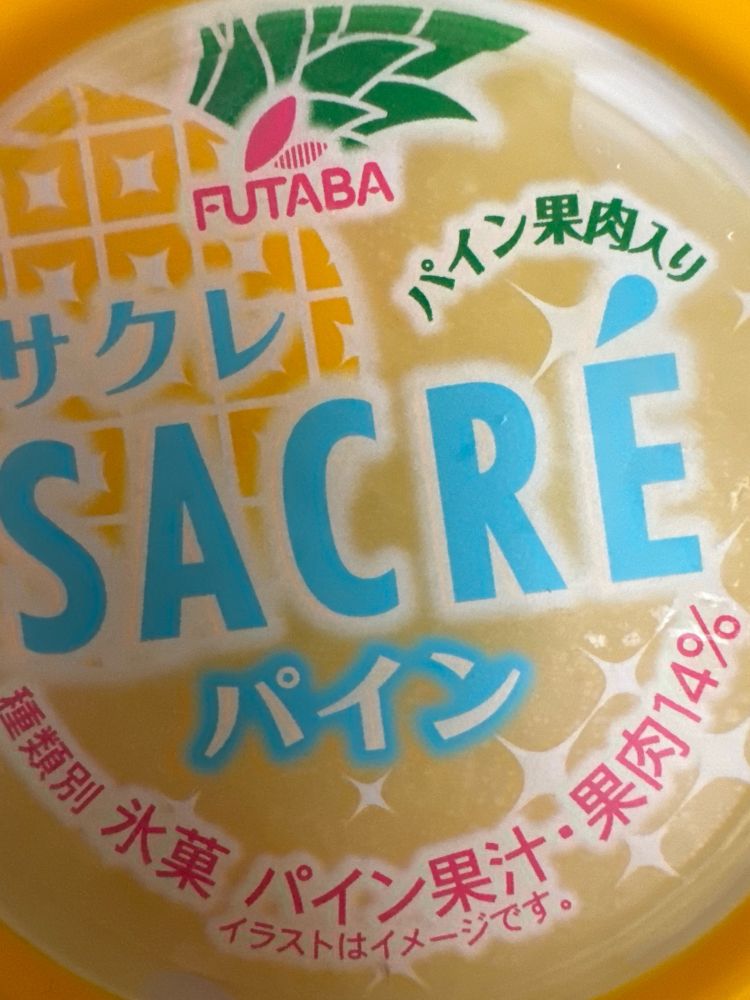 FUTABA
パイン果肉入り
サクレ
SACRÉ
パイン
種類別 氷菓 パイン果汁・果肉14%
イラストはイメージです。